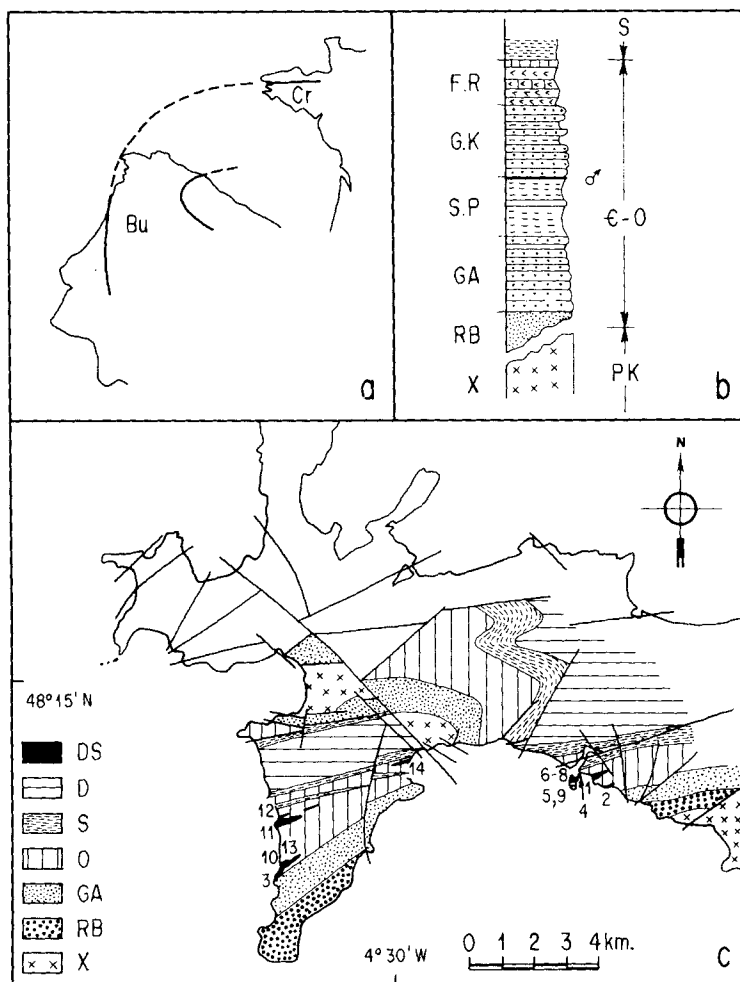 Cr
Bu
a
S
F.R
G.K
S.P
GA
RB
X
♂
Є-O
PK
b
N
48°15' N
DS
D
S
O
GA
RB
X
14
12
11
13
10
3
6-8
5,9
11
2
4
4°30' W
0 1 2 3 4 km.
c